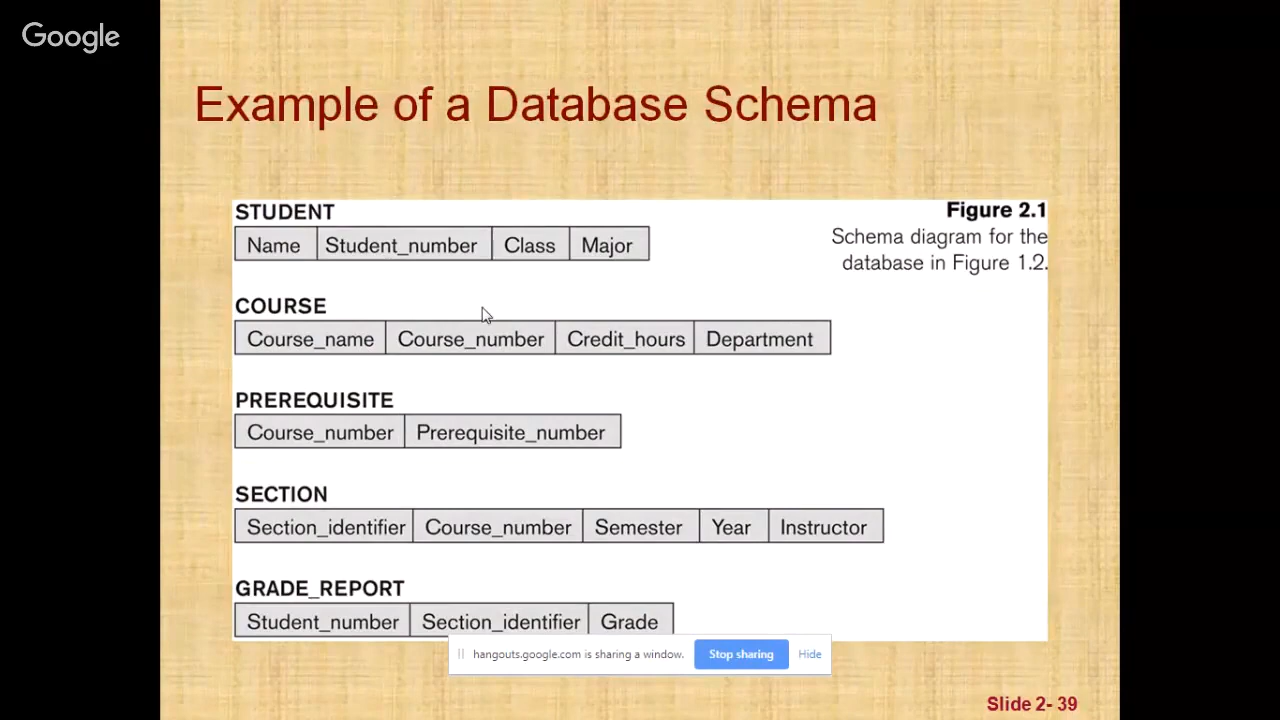 Google
Example of a Database Schema
STUDENT
Name Student_number Class Major
Figure 2.1
Schema diagram for the
database in Figure 1.2.
COURSE
Course_name Course_number Credit_hours Department
PREREQUISITE
Course_number Prerequisite_number
SECTION
Section_identifier Course_number Semester Year Instructor
GRADE_REPORT
Student_number Section_identifier Grade
hangouts.google.com is sharing a window. Stop sharing Hide
Slide 2- 39